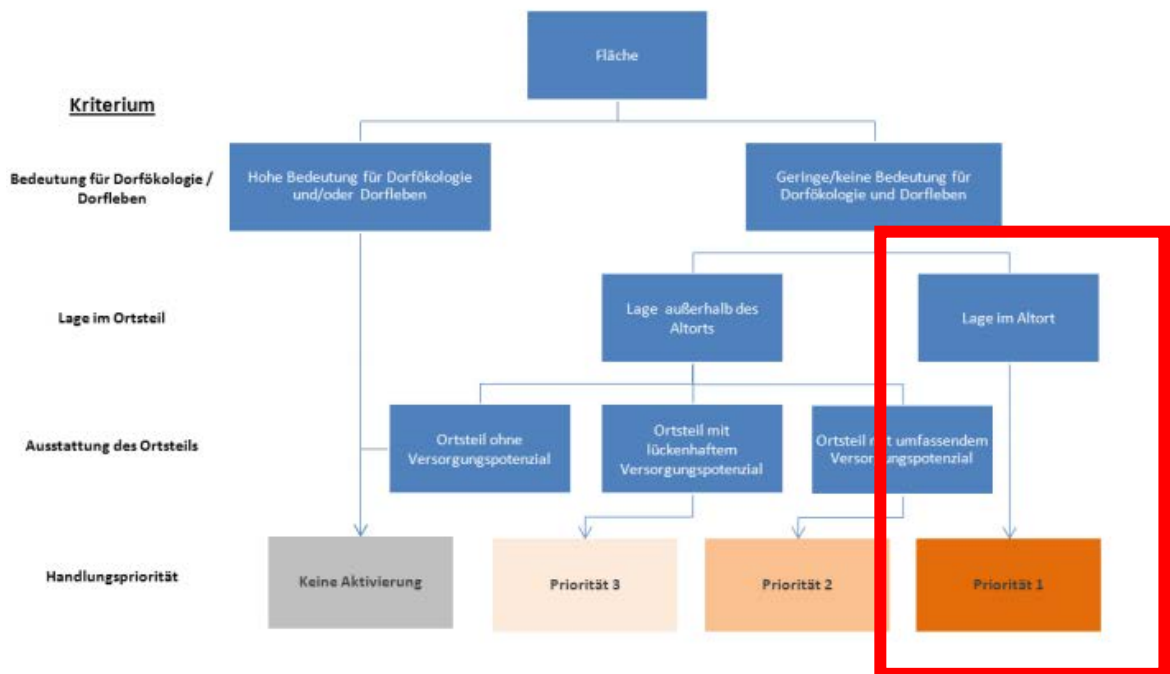 Fläche
Kriterium
Bedeutung für Dorfökologie /
Dorfleben
Hohe Bedeutung für Dorfökologie
und/oder Dorfleben
Geringe/keine Bedeutung für
Dorfökologie und Dorfleben
Lage im Ortsteil
Lage außerhalb des
Altorts
Lage im Altort
Ausstattung des Ortsteils
Ortsteil ohne
Versorgungspotenzial
Ortsteil mit
lückenhaftem
Versorgungspotenzial
Ortsteil mit umfassendem
Versorgungspotenzial
Handlungspriorität
Keine Aktivierung
Priorität 3
Priorität 2
Priorität 1